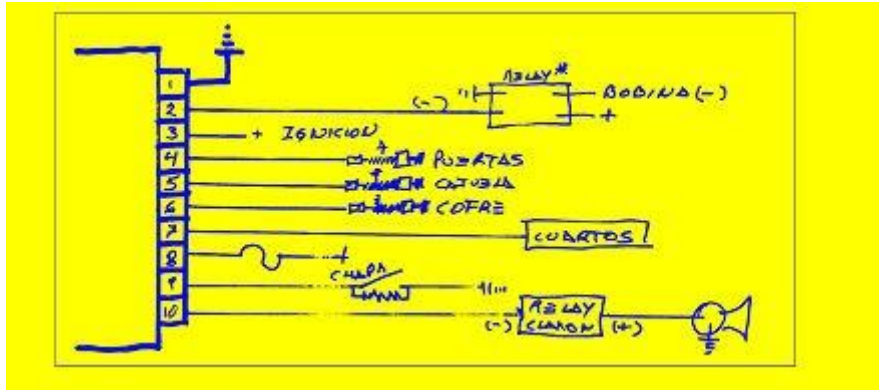 1
RELAY*
BOBINA (-)
2 (-) +
3 + IGNICION
4 + PUERTAS
5 CAJUELA
6 COFRE
7 CUARTOS
8 +
CHAPA
9
10 (-) RELAY CLAXON (+)